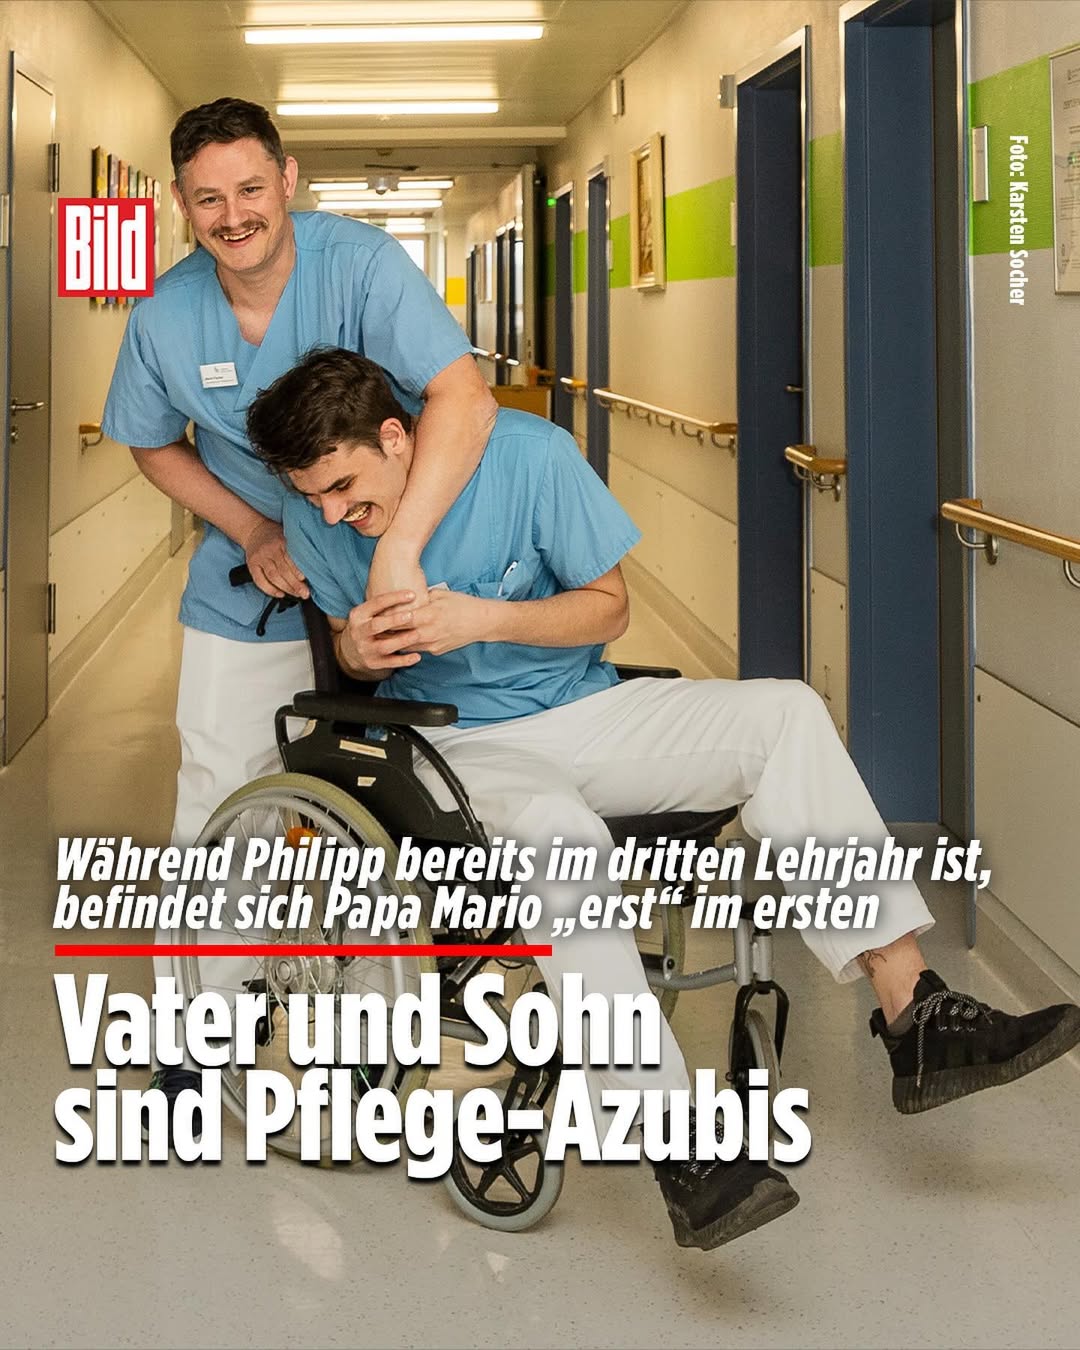 Bild
Foto: Karsten Socher
Während Philipp bereits im dritten Lehrjahr ist,
befindet sich Papa Mario „erst“ im ersten
Vater und Sohn
sind Pflege-Azubis